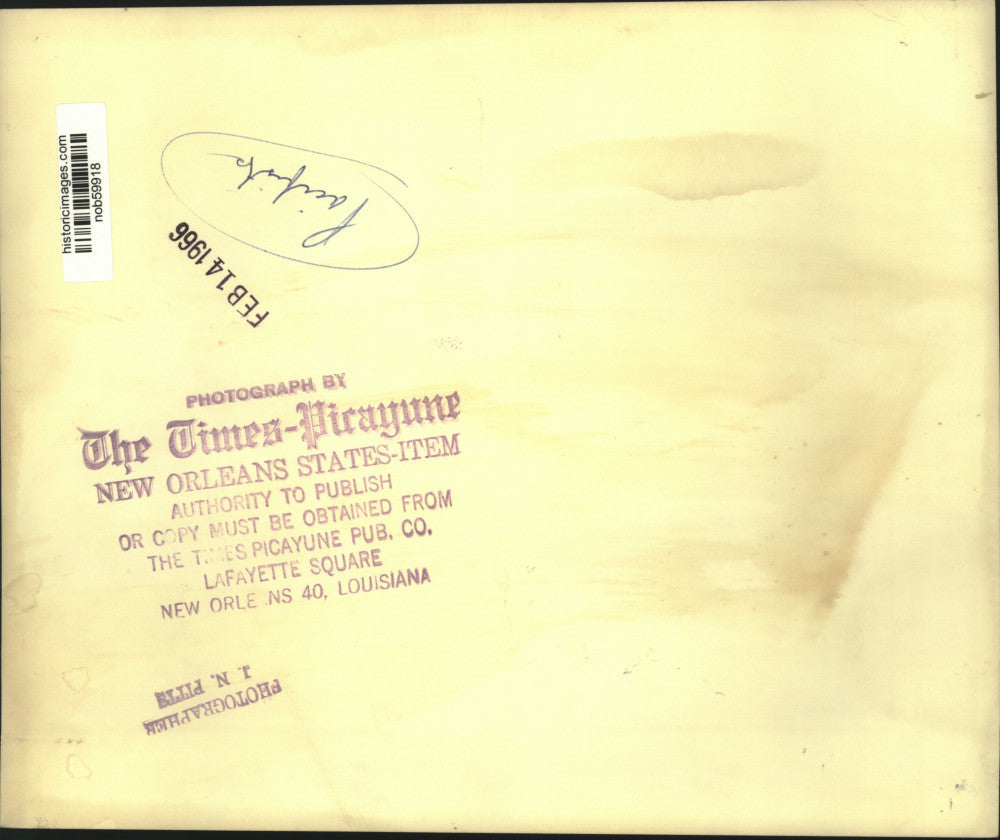 historicimages.com
nob59918
FEB 14 1966
PHOTOGRAPH BY
The Times-Picayune
NEW ORLEANS STATES-ITEM
AUTHORITY TO PUBLISH
OR COPY MUST BE OBTAINED FROM
THE TIMES PICAYUNE PUB. CO.
LAFAYETTE SQUARE
NEW ORLEANS 40, LOUISIANA
PHOTOGRAPHER
J. N. PITTS